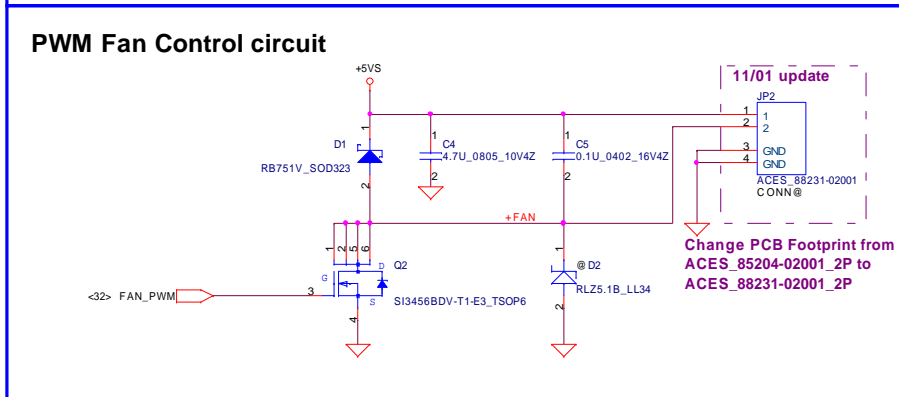 PWM Fan Control circuit
+5VS
11/01 update
JP2
1
2
1
2
3
4
GND
GND
ACES_88231-02001
CONN@
1
D1
RB751V_SOD323
2
1
C4
4.7U_0805_10V4Z
2
1
C5
0.1U_0402_16V4Z
2
+FAN
1
2
5
6
D
Q2
G
S
3
SI3456BDV-T1-E3_TSOP6
4
<32> FAN_PWM
1
@ D2
RLZ5.1B_LL34
2
Change PCB Footprint from
ACES_85204-02001_2P to
ACES_88231-02001_2P